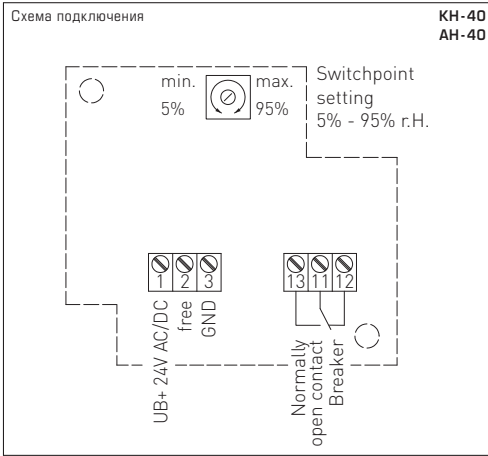 Схема подключения
KH-40
AH-40
min.
max.
5%
95%
Switchpoint
setting
5% - 95% r.H.
1
2
3
13
11
12
UB+ 24V AC/DC
free
GND
Normally
open contact
Breaker